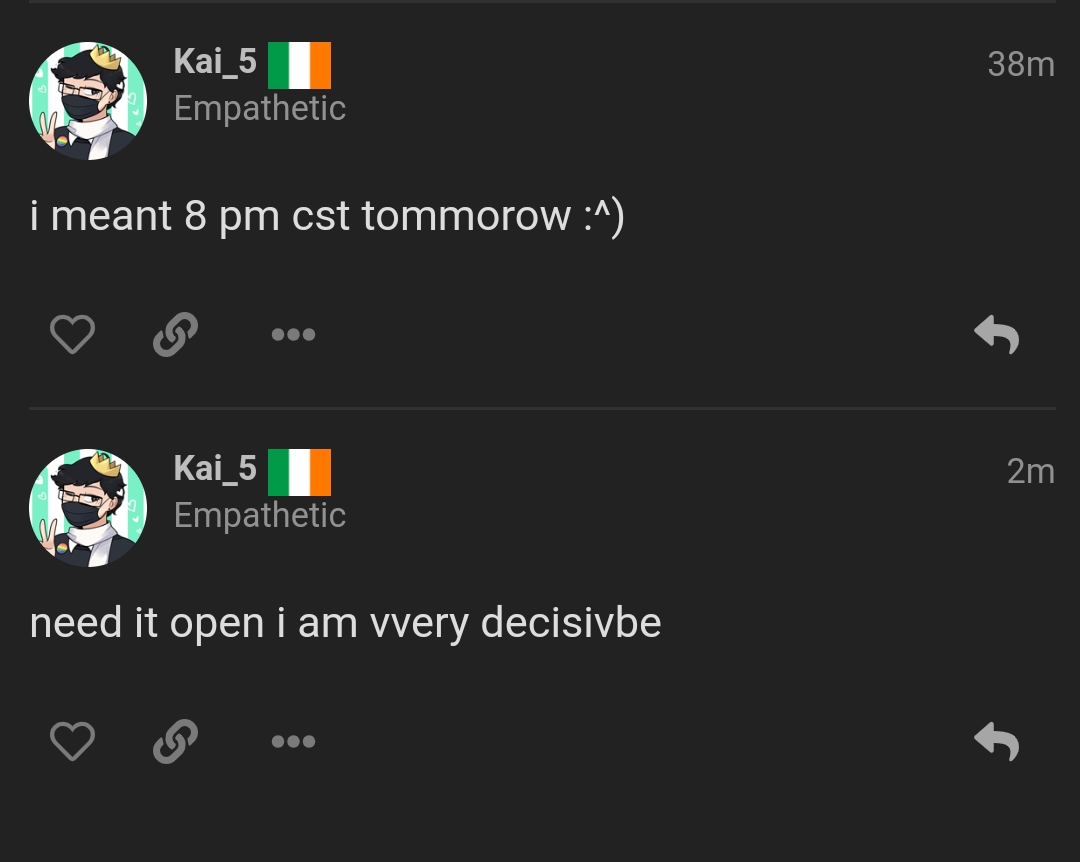 Kai_5
38m
Empathetic
i meant 8 pm cst tommorow :^)
Kai_5
2m
Empathetic
need it open i am vvery decisivbe